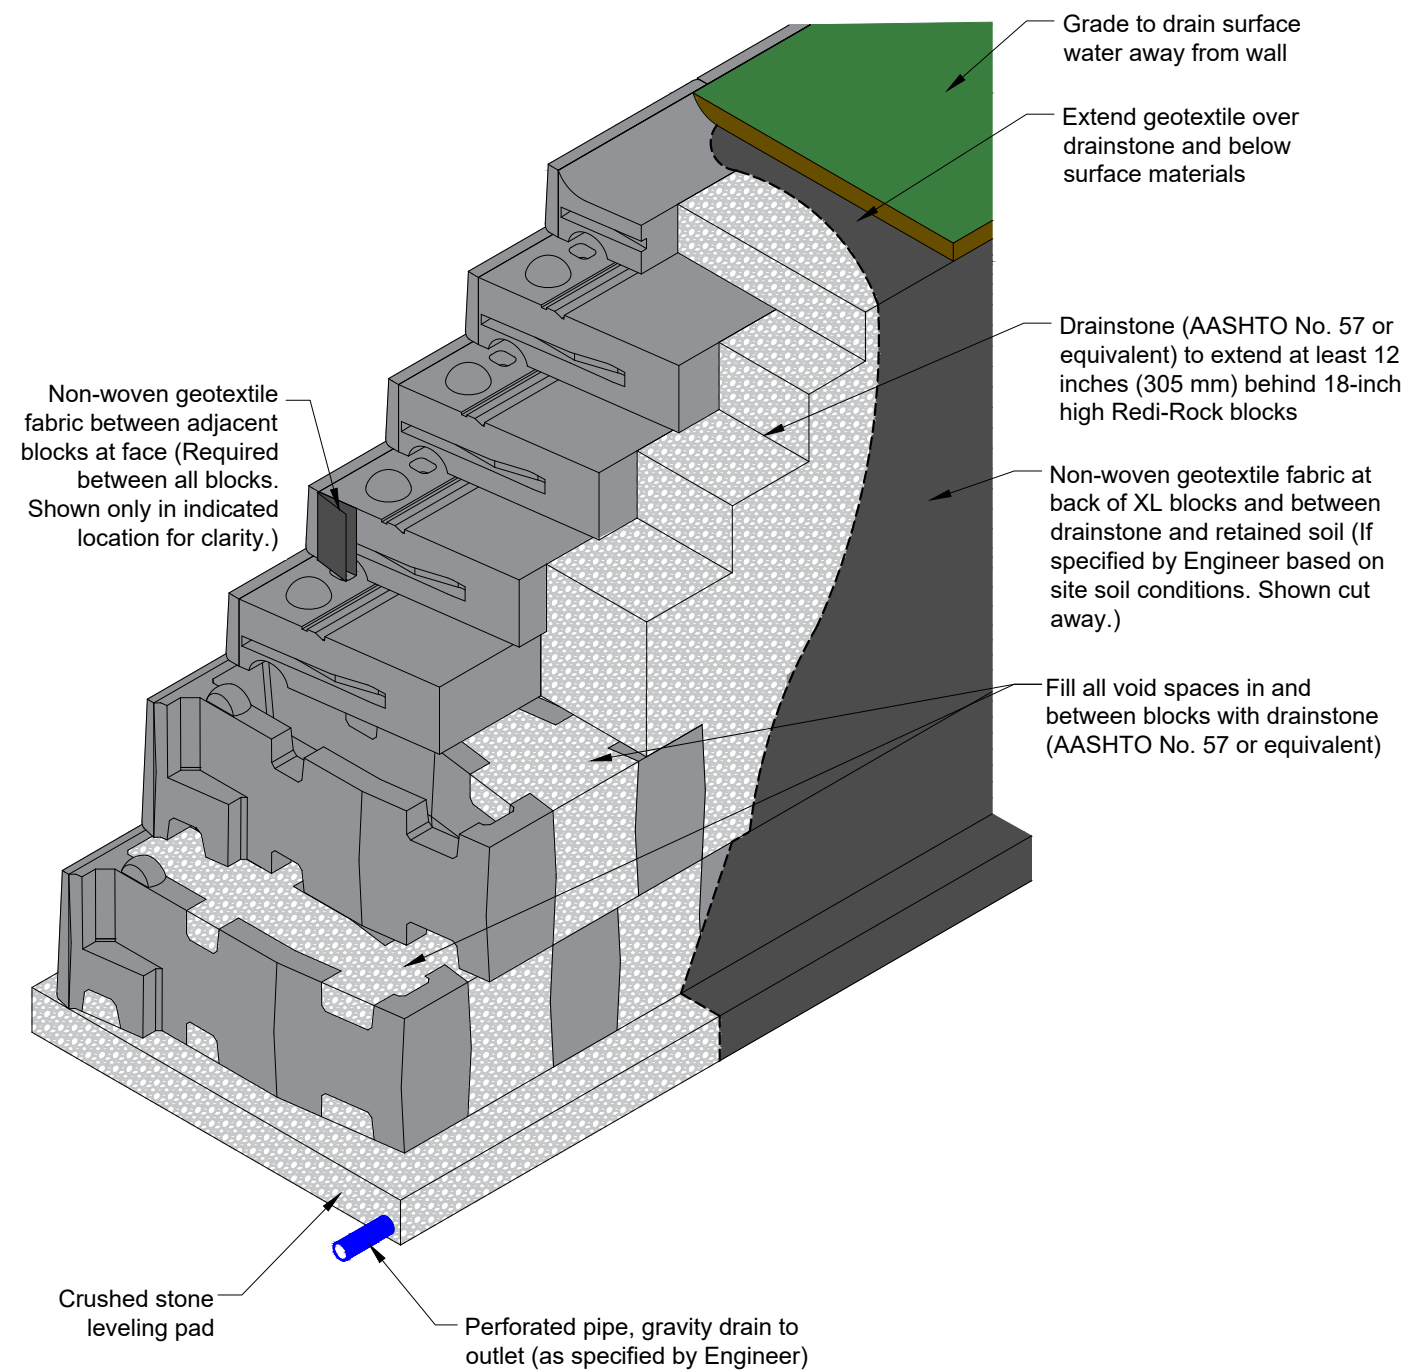 Grade to drain surface
water away from wall
Extend geotextile over
drainstone and below
surface materials
Drainstone (AASHTO No. 57 or
equivalent) to extend at least 12
inches (305 mm) behind 18-inch
high Redi-Rock blocks
Non-woven geotextile
fabric between adjacent
blocks at face (Required
between all blocks.
Shown only in indicated
location for clarity.)
Non-woven geotextile fabric at
back of XL blocks and between
drainstone and retained soil (If
specified by Engineer based on
site soil conditions. Shown cut
away.)
Fill all void spaces in and
between blocks with drainstone
(AASHTO No. 57 or equivalent)
Crushed stone
leveling pad
Perforated pipe, gravity drain to
outlet (as specified by Engineer)